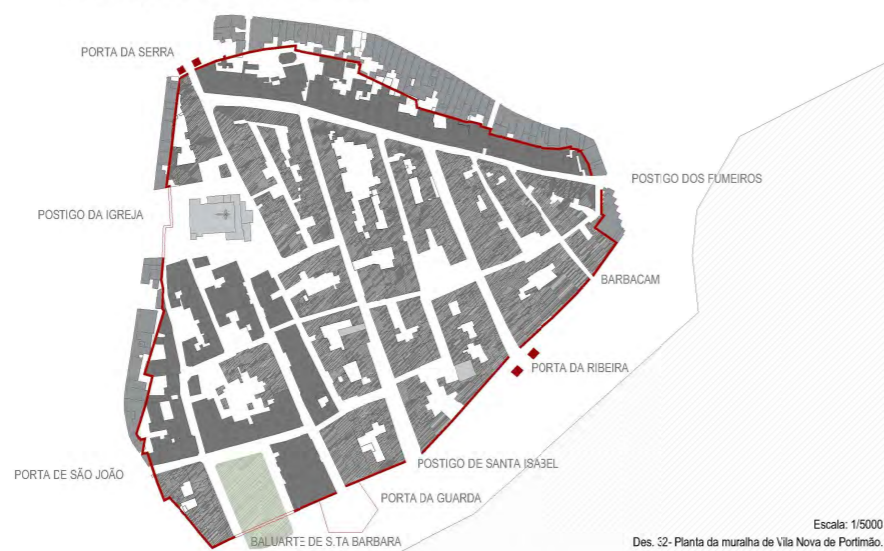 PORTA DA SERRA
POSTIGO DOS FUMEIROS
POSTIGO DA IGREJA
BARBACAM
PORTA DA RIBEIRA
POSTIGO DE SANTA ISABEL
PORTA DE SÃO JOÃO
PORTA DA GUARDA
BALUARTE DE S.TA BARBARA
Escala: 1/5000
Des. 32- Planta da muralha de Vila Nova de Portimão.